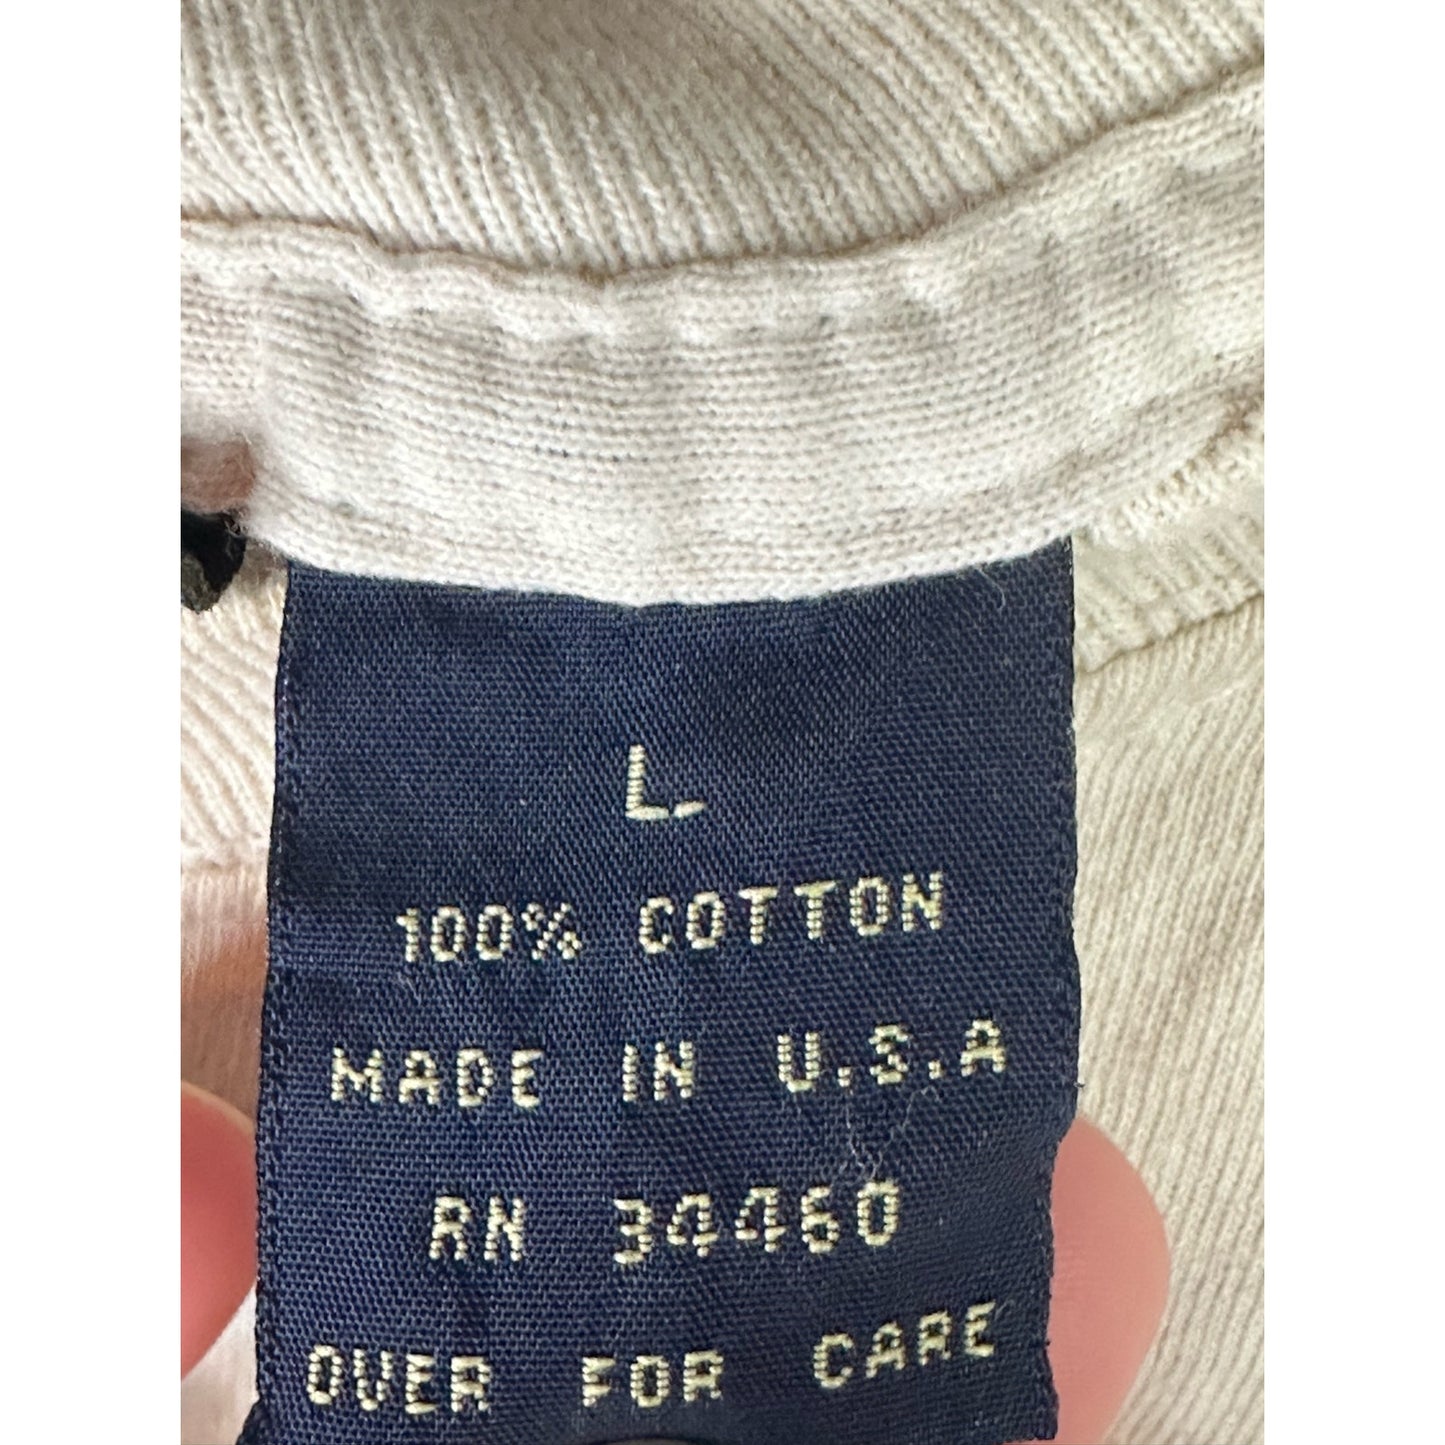 L.
100% COTTON
MADE IN U.S.A
RN 34460
OVER FOR CARE